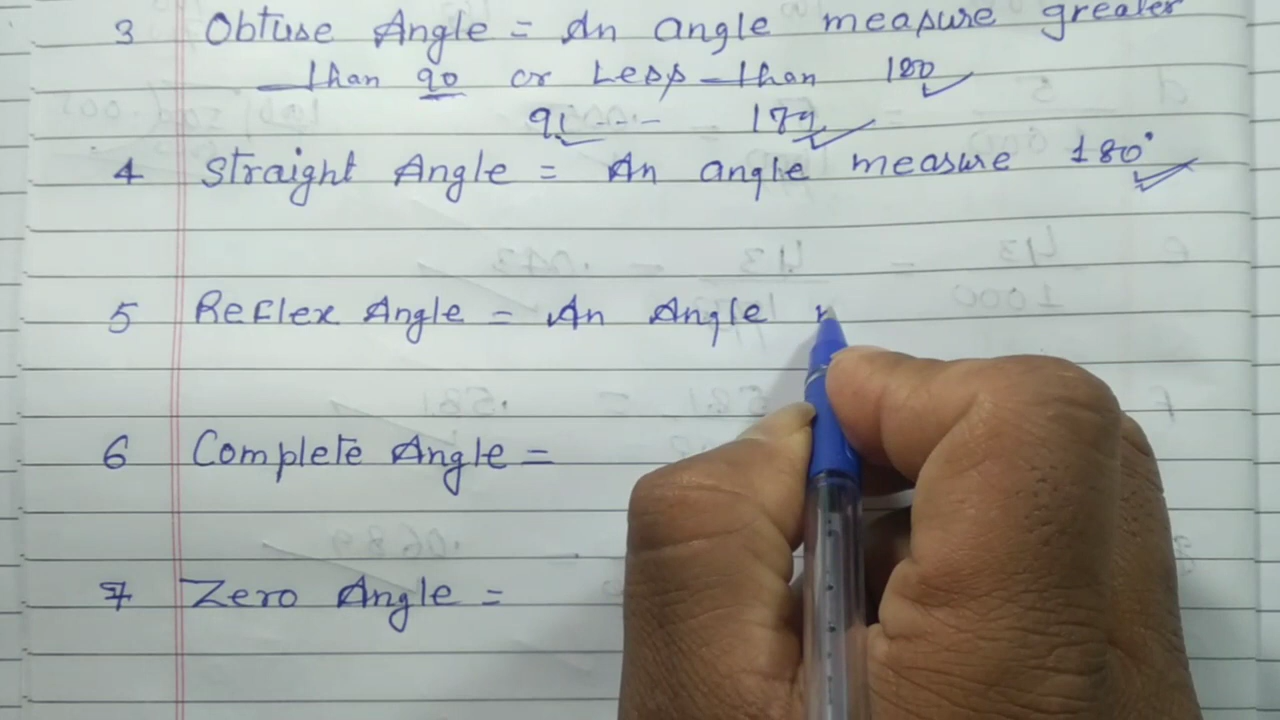 3 Obtuse Angle = An angle measure greater
than 90 or Less than 180
91 --- 179
4 Straight Angle = An angle measure 180°
5 Reflex Angle = An Angle
6 Complete Angle =
7 Zero Angle =